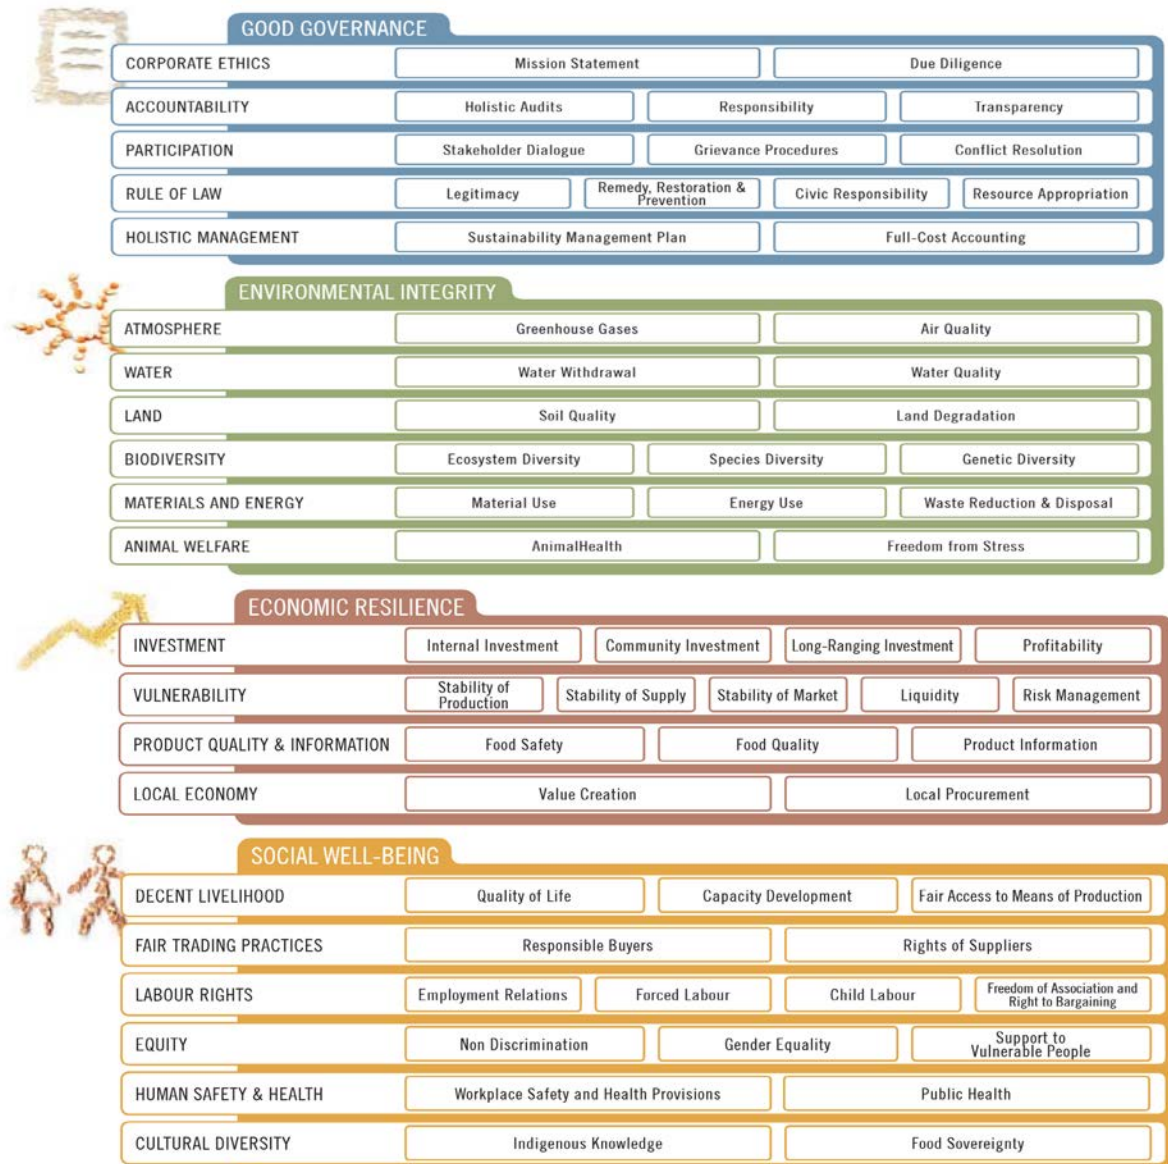 GOOD GOVERNANCE
CORPORATE ETHICS Mission Statement Due Diligence
ACCOUNTABILITY Holistic Audits Responsibility Transparency
PARTICIPATION Stakeholder Dialogue Grievance Procedures Conflict Resolution
RULE OF LAW Legitimacy Remedy, Restoration & Prevention Civic Responsibility Resource Appropriation
HOLISTIC MANAGEMENT Sustainability Management Plan Full-Cost Accounting
ENVIRONMENTAL INTEGRITY
ATMOSPHERE Greenhouse Gases Air Quality
WATER Water Withdrawal Water Quality
LAND Soil Quality Land Degradation
BIODIVERSITY Ecosystem Diversity Species Diversity Genetic Diversity
MATERIALS AND ENERGY Material Use Energy Use Waste Reduction & Disposal
ANIMAL WELFARE AnimalHealth Freedom from Stress
ECONOMIC RESILIENCE
INVESTMENT Internal Investment Community Investment Long-Ranging Investment Profitability
VULNERABILITY Stability of Production Stability of Supply Stability of Market Liquidity Risk Management
PRODUCT QUALITY & INFORMATION Food Safety Food Quality Product Information
LOCAL ECONOMY Value Creation Local Procurement
SOCIAL WELL-BEING
DECENT LIVELIHOOD Quality of Life Capacity Development Fair Access to Means of Production
FAIR TRADING PRACTICES Responsible Buyers Rights of Suppliers
LABOUR RIGHTS Employment Relations Forced Labour Child Labour Freedom of Association and Right to Bargaining
EQUITY Non Discrimination Gender Equality Support to Vulnerable People
HUMAN SAFETY & HEALTH Workplace Safety and Health Provisions Public Health
CULTURAL DIVERSITY Indigenous Knowledge Food Sovereignty